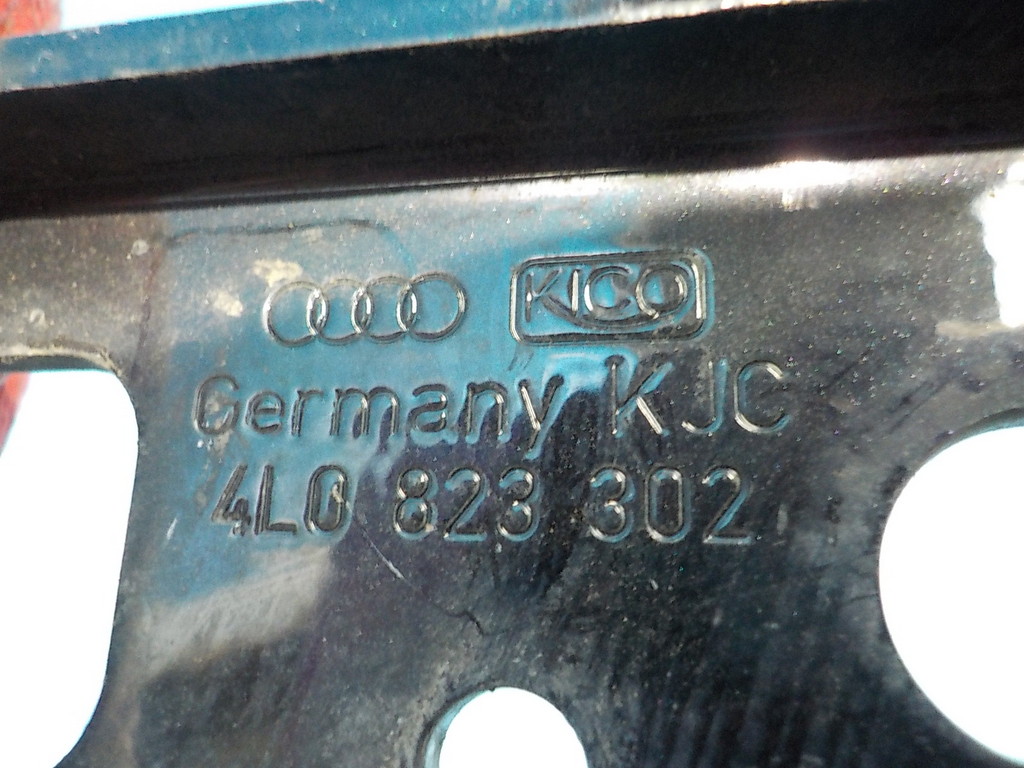 KICO
Germany KJC
4L0 823 302